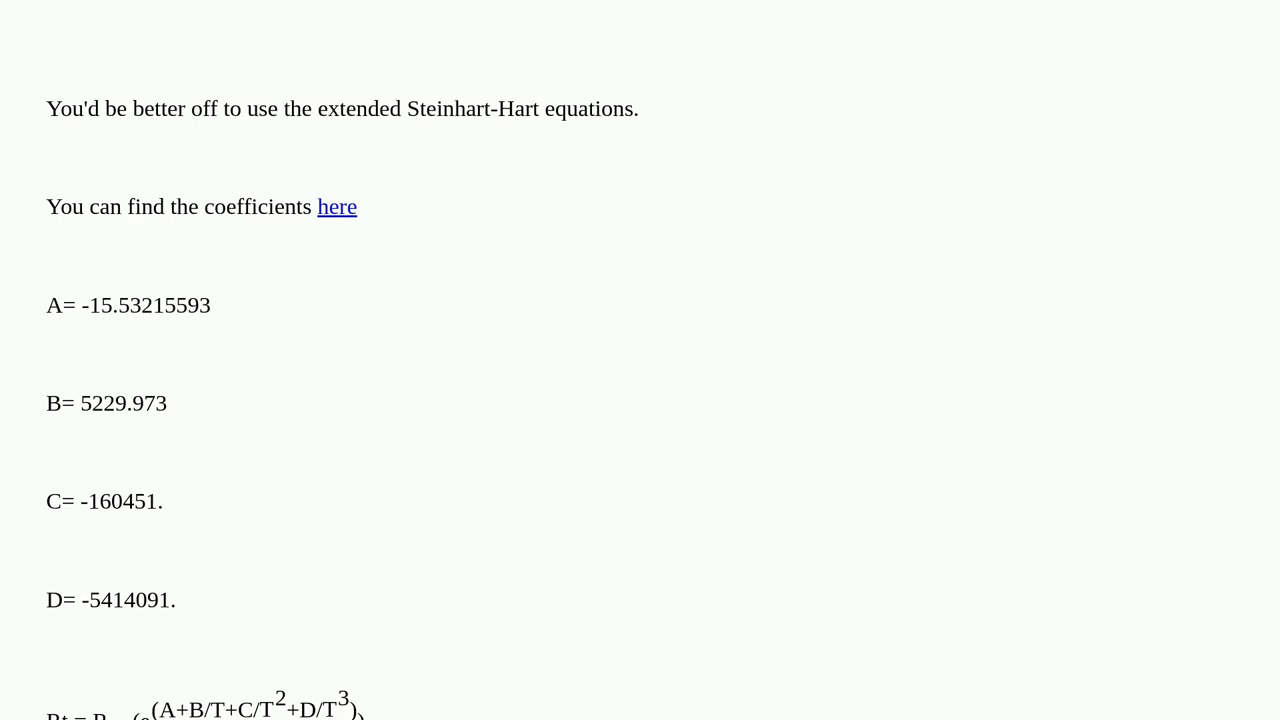 You'd be better off to use the extended Steinhart-Hart equations.
You can find the coefficients here
A= -15.53215593
B= 5229.973
C= -160451.
D= -5414091.
(A+B/T+C/T2+D/T3)